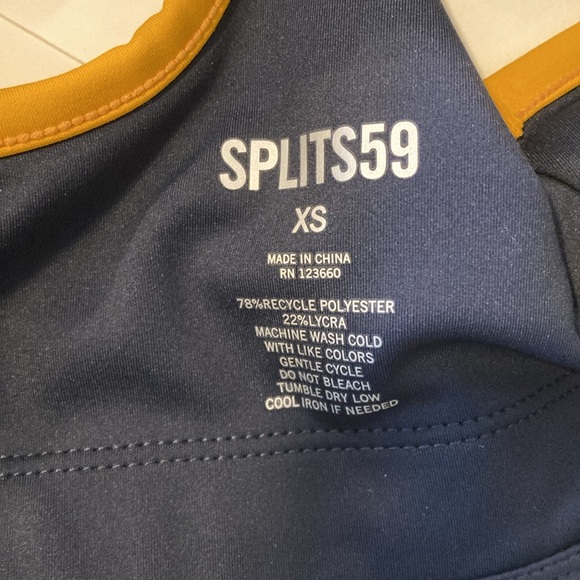 SPLITS59
XS
MADE IN CHINA
RN 123660
78%RECYCLE POLYESTER
22%LYCRA
MACHINE WASH COLD
WITH LIKE COLORS
GENTLE CYCLE
DO NOT BLEACH
TUMBLE DRY LOW
COOL IRON IF NEEDED